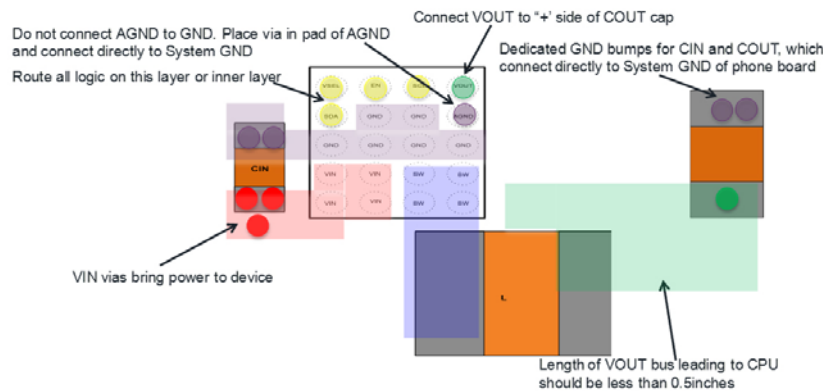 Connect VOUT to "+' side of COUT cap
Do not connect AGND to GND. Place via in pad of AGND
and connect directly to System GND
Dedicated GND bumps for CIN and COUT, which
connect directly to System GND of phone board
Route all logic on this layer or inner layer
VSEL EN SCL VOUT
SDA GND GND AGND
GND GND GND GND
CIN
VIN VIN SW SW
VIN VIN SW SW
L
VIN vias bring power to device
Length of VOUT bus leading to CPU
should be less than 0.5inches